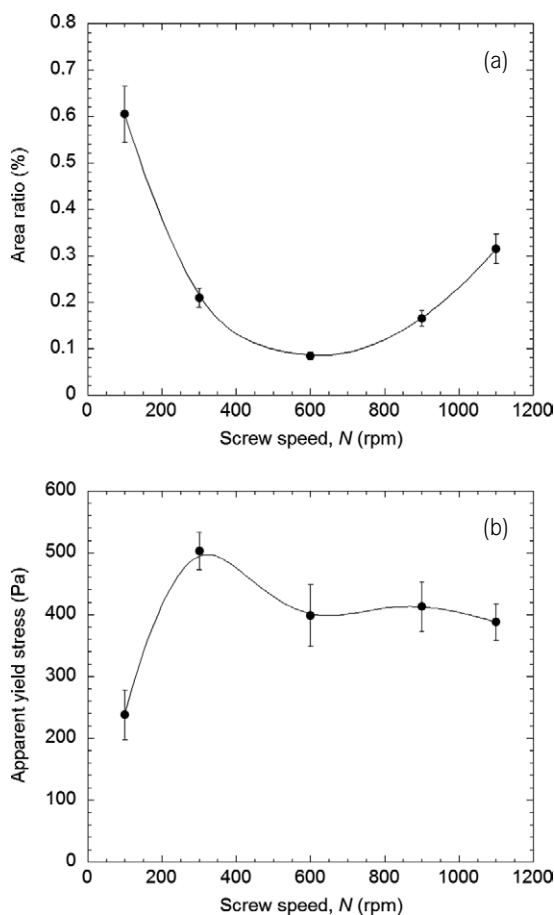 (a)
Area ratio (%)
0.8
0.7
0.6
0.5
0.4
0.3
0.2
0.1
0
0 200 400 600 800 1000 1200
Screw speed, N (rpm)
(b)
Apparent yield stress (Pa)
600
500
400
300
200
100
0
0 200 400 600 800 1000 1200
Screw speed, N (rpm)